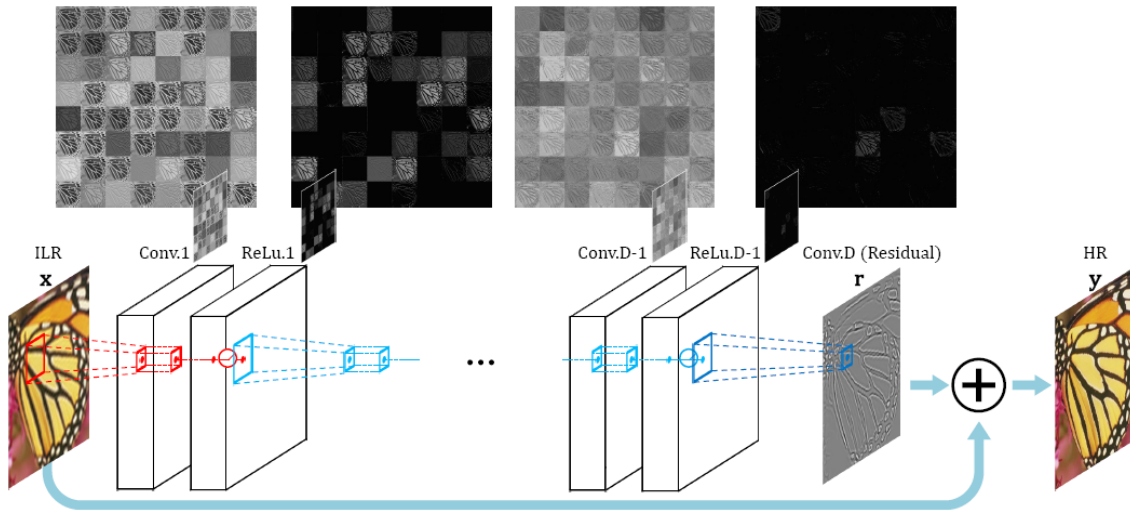 ILR
x
Conv.1
ReLu.1
...
Conv.D-1
ReLu.D-1
Conv.D (Residual)
r
HR
y